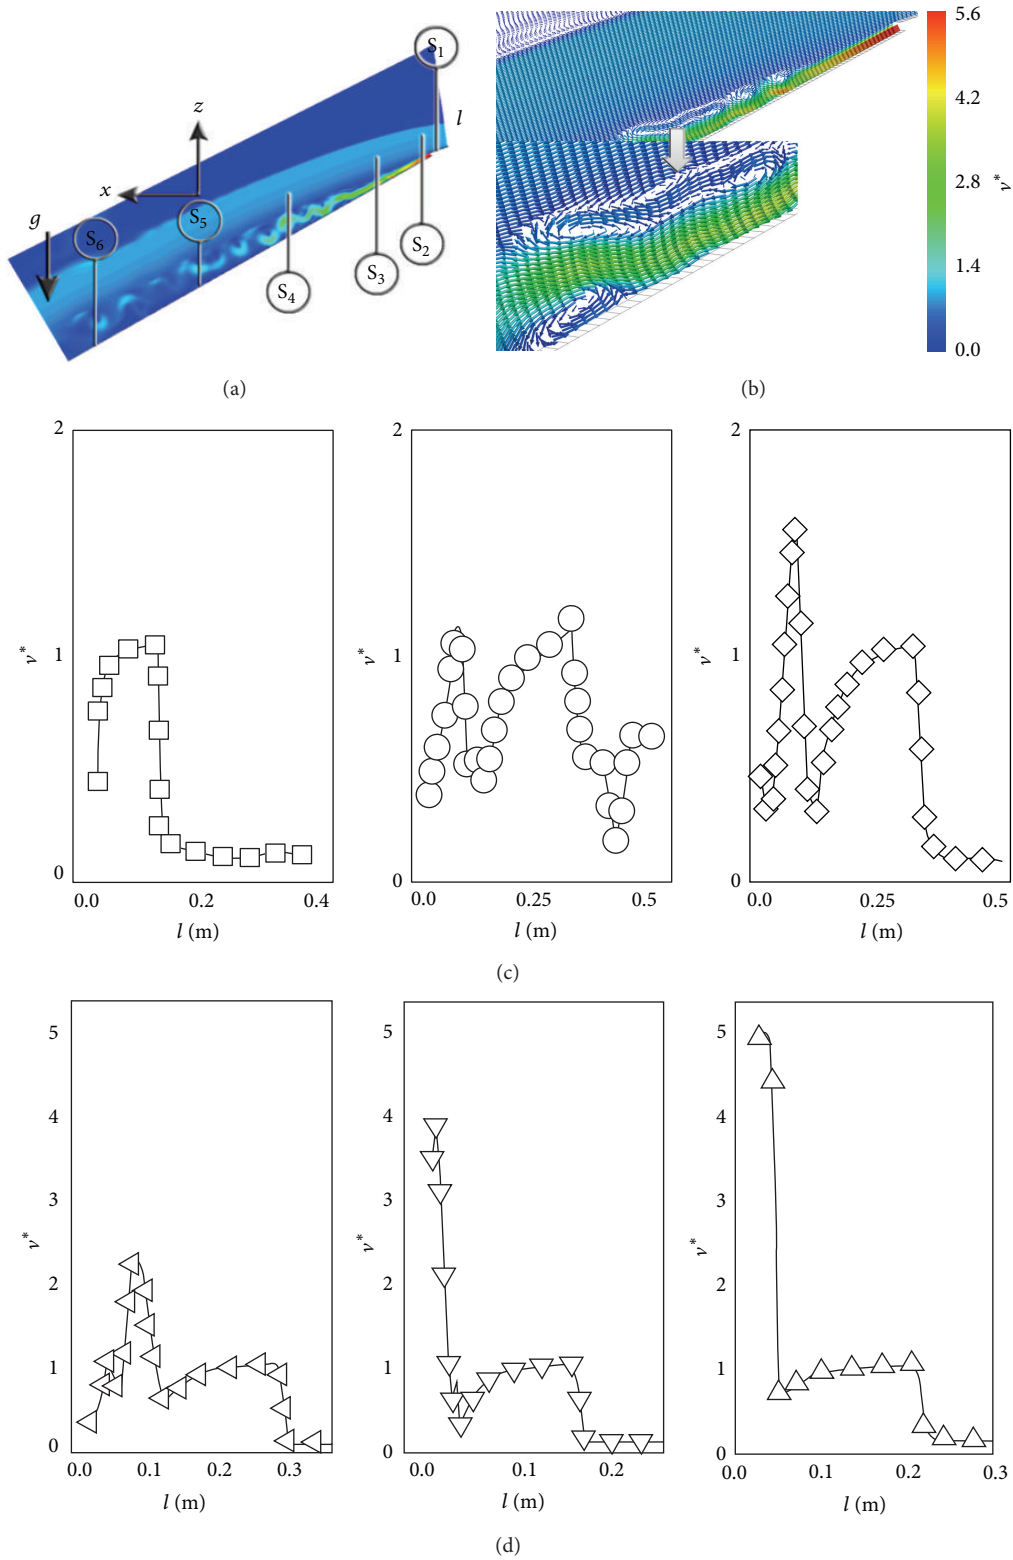 S1
z
l
x
S5
g
S6
S2
S3
S4
(a)
5.6
4.2
2.8
1.4
0.0
v*
(b)
2
1
0
v*
0.0 0.2 0.4
l (m)
2
1
0
v*
0.0 0.25 0.5
l (m)
2
1
0
v*
0.0 0.25 0.5
l (m)
(c)
5
4
3
2
1
0
v*
0.0 0.1 0.2 0.3
l (m)
5
4
3
2
1
0
v*
0.0 0.1 0.2
l (m)
5
4
3
2
1
0
v*
0.0 0.1 0.2 0.3
l (m)
(d)